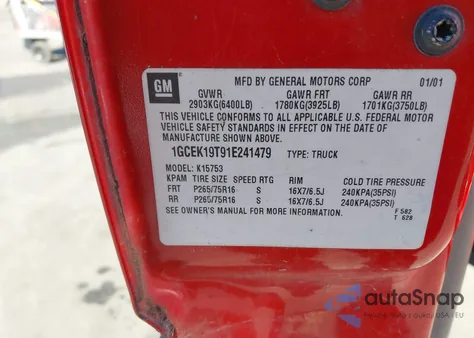 GM
MFD BY GENERAL MOTORS CORP 01/01
GVWR GAWR FRT GAWR RR
2903KG(6400LB) 1780KG(3925LB) 1701KG(3750LB)
THIS VEHICLE CONFORMS TO ALL APPLICABLE U.S. FEDERAL MOTOR
VEHICLE SAFETY STANDARDS IN EFFECT ON THE DATE OF
MANUFACTURE SHOWN ABOVE.
1GCEK19T91E241479 TYPE: TRUCK
MODEL: K15753
KPAM TIRE SIZE SPEED RTG RIM COLD TIRE PRESSURE
FRT P265/75R16 S 16X7/6.5J 240KPA(35PSI)
RR P265/75R16 S 16X7/6.5J 240KPA(35PSI)
SEE OWNER'S MANUAL FOR MORE INFORMATION.
F 582
T 628
autoSnap
USA EU